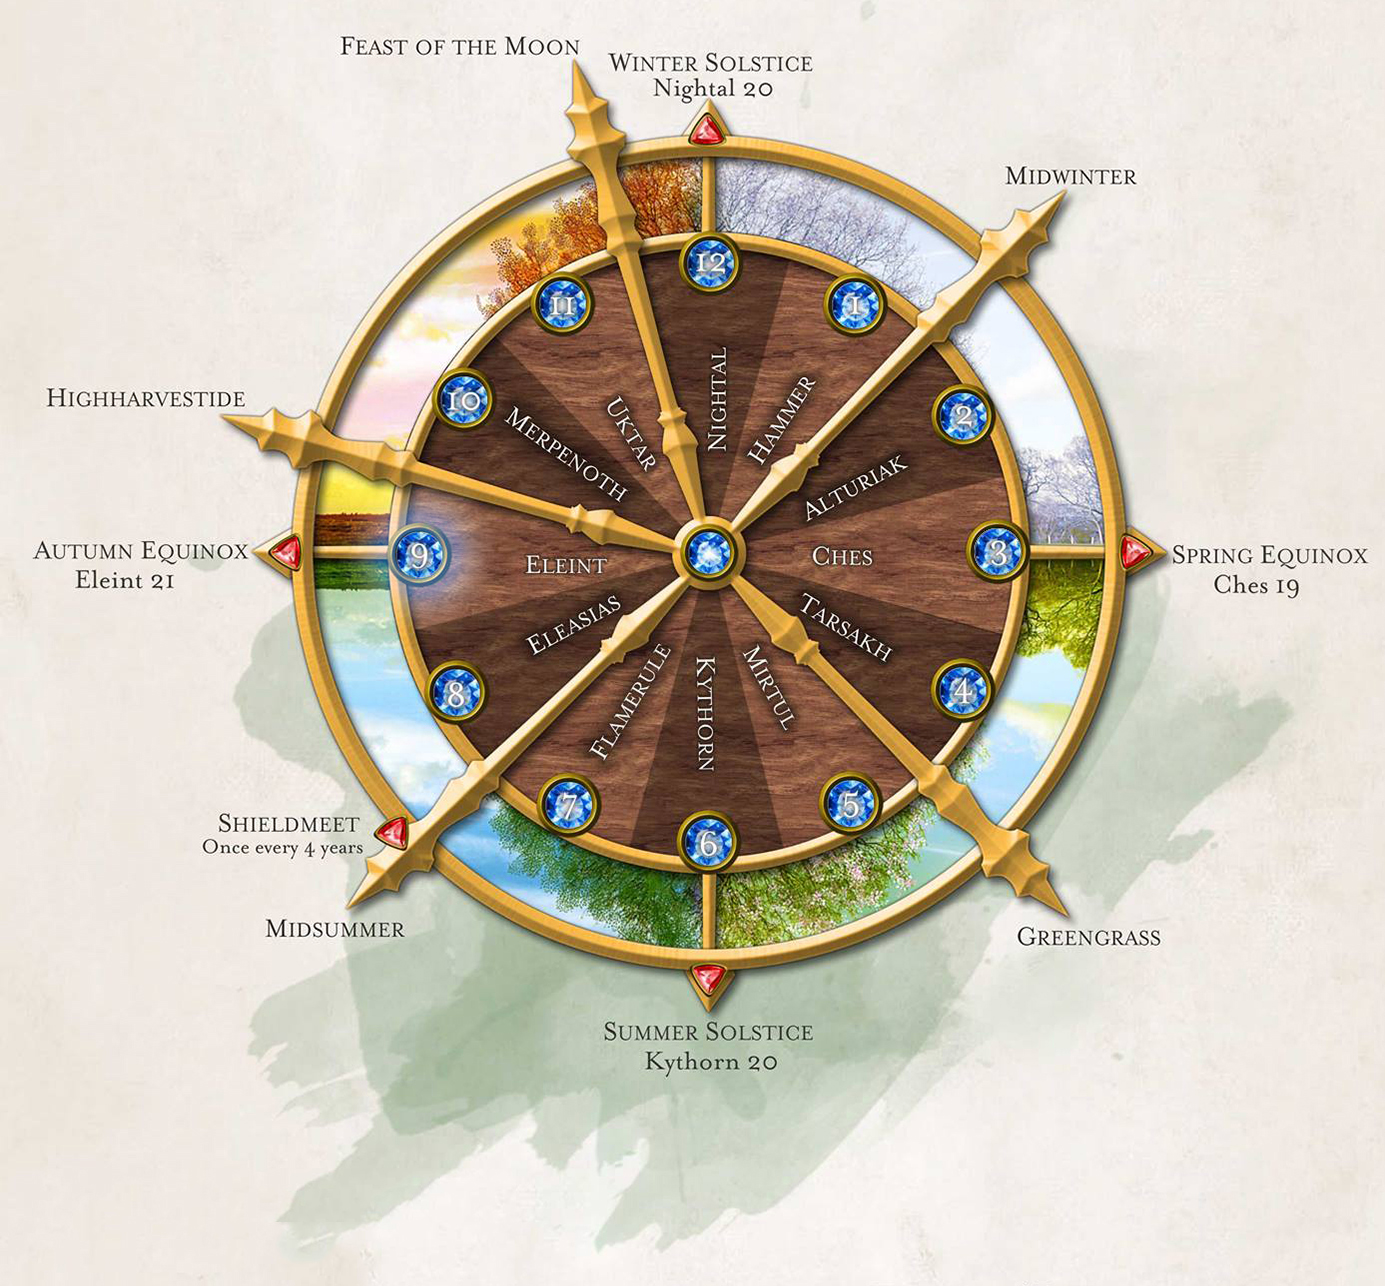 Feast of the Moon
Winter Solstice
Nightal 20
Midwinter
Highharvestide
Autumn Equinox
Eleint 21
Spring Equinox
Ches 19
Shieldmeet
Once every 4 years
Midsummer
Greengrass
Summer Solstice
Kythorn 20
12
1
2
3
4
5
6
7
8
9
10
11
Nightal
Hammer
Alturiak
Ches
Tarsakh
Mirtul
Kythorn
Flamerule
Eleasias
Eleint
Merpenoth
Uktar